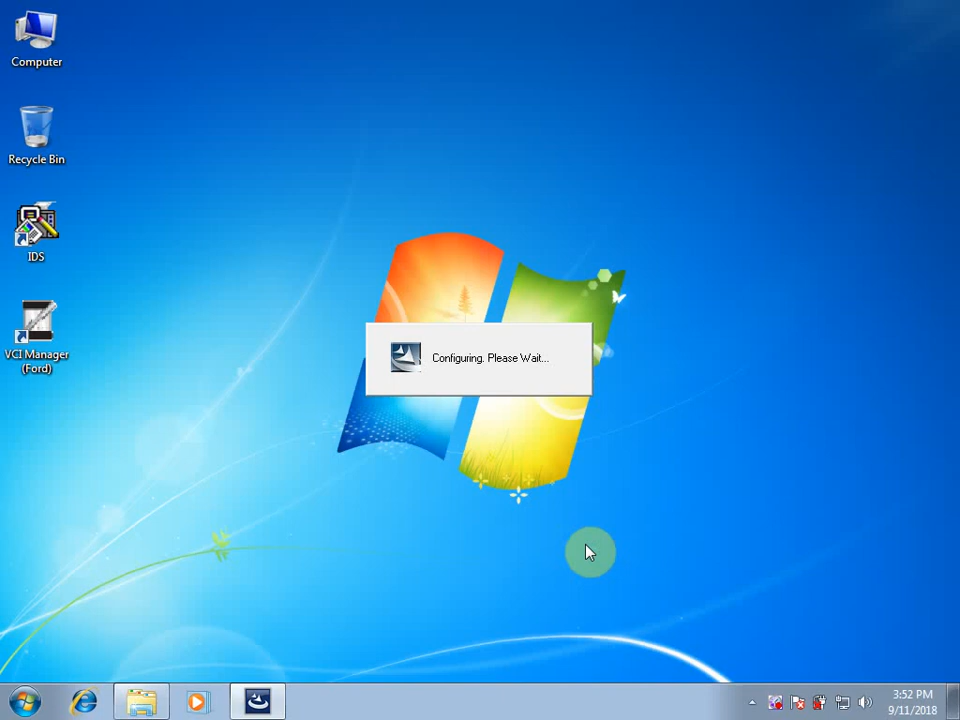 Computer
Recycle Bin
IDS
VCI Manager
(Ford)
Configuring. Please Wait...
3:52 PM
9/11/2018